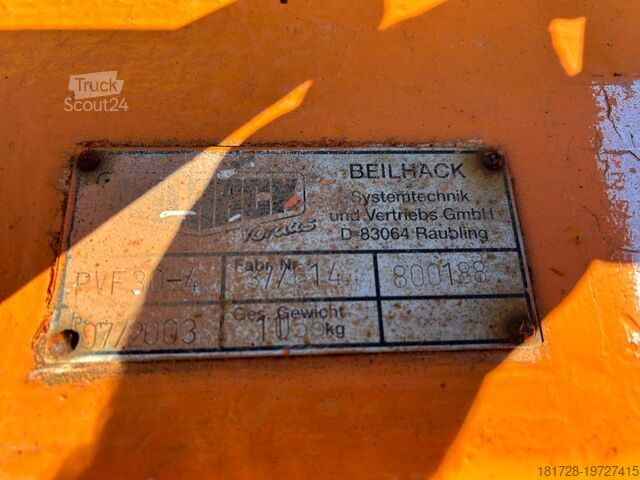 Truck
Scout24
BEILHACK
Systemtechnik
und Vertriebs GmbH
D-83064 Raubling
PVF30-4
Fabr. Nr.
800188
07/2003
Ges. Gewicht
kg
181728-19727415